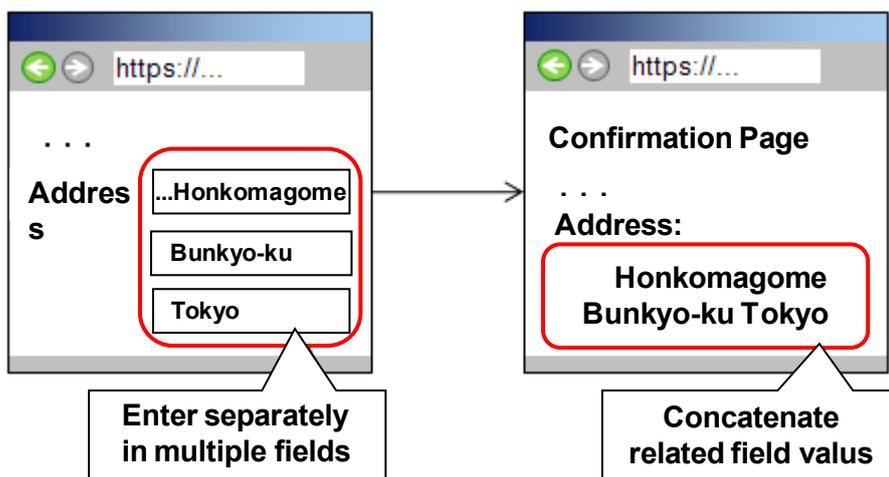 https://...
. . .
Addres
s
...Honkomagome
Bunkyo-ku
Tokyo
Enter separately
in multiple fields
https://...
Confirmation Page
. . .
Address:
Honkomagome
Bunkyo-ku Tokyo
Concatenate
related field valus